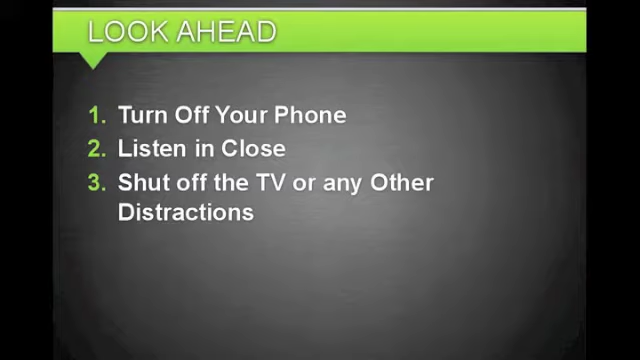 LOOK AHEAD
1. Turn Off Your Phone
2. Listen in Close
3. Shut off the TV or any Other
Distractions